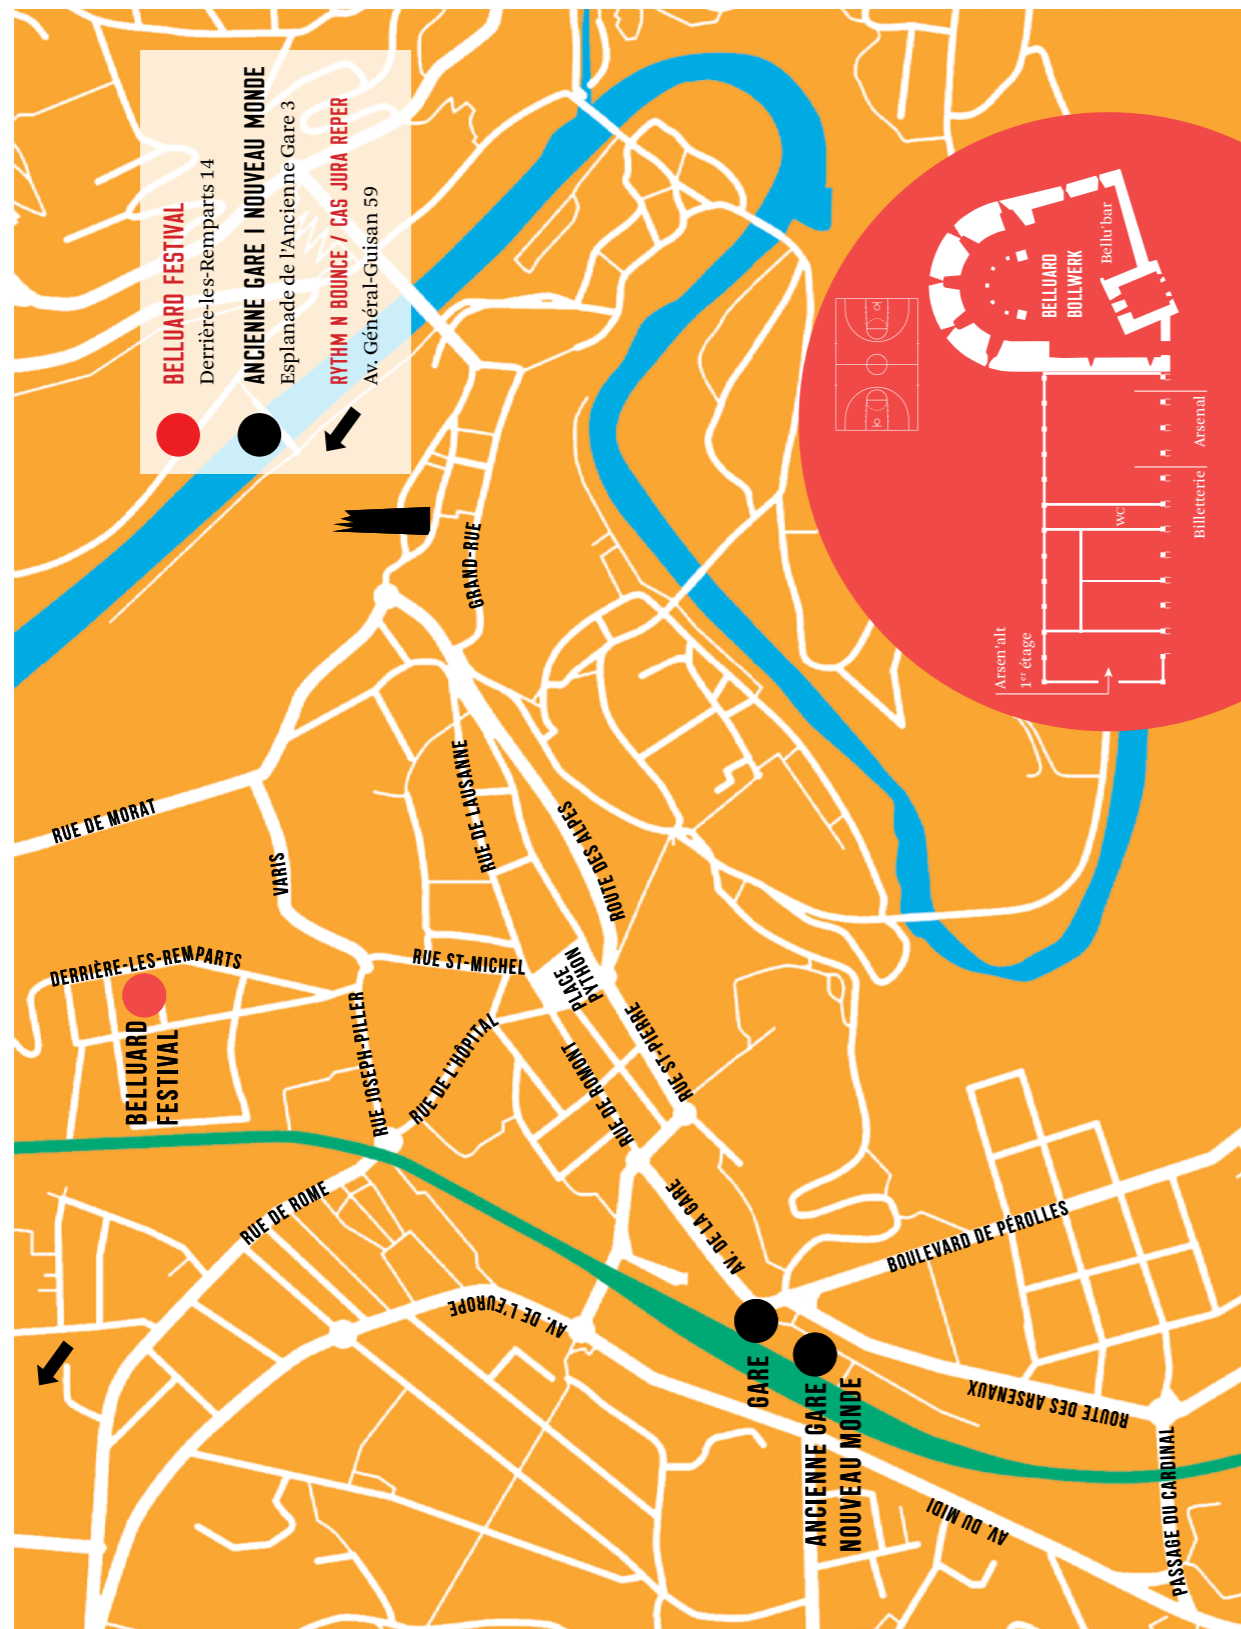 BELLUARD FESTIVAL
Derrière-les-Remparts 14
ANCIENNE GARE I NOUVEAU MONDE
Esplanade de l'Ancienne Gare 3
RYTHM N BOUNCE / CAS JURA REPER
Av. Général-Guisan 59
BELLUARD
BOLLWERK
Bellu'bar
Arsenal
Billetterie
WC
Arsen'alt
1er étage
GRAND-RUE
RUE DE MORAT
VARIS
RUE DE LAUSANNE
ROUTE DES ALPES
DERRIÈRE-LES-REMPARTS
BELLUARD
FESTIVAL
RUE ST-MICHEL
PLACE
PYTHON
RUE JOSEPH-PILLER
RUE DE L'HÔPITAL
RUE DE ROMONT
RUE ST-PIERRE
RUE DE ROME
AV. DE LA GARE
BOULEVARD DE PÉROLLES
AV. DE L'EUROPE
GARE
ANCIENNE GARE
NOUVEAU MONDE
ROUTE DES ARSENAUX
AV. DU MIDI
PASSAGE DU CARDINAL